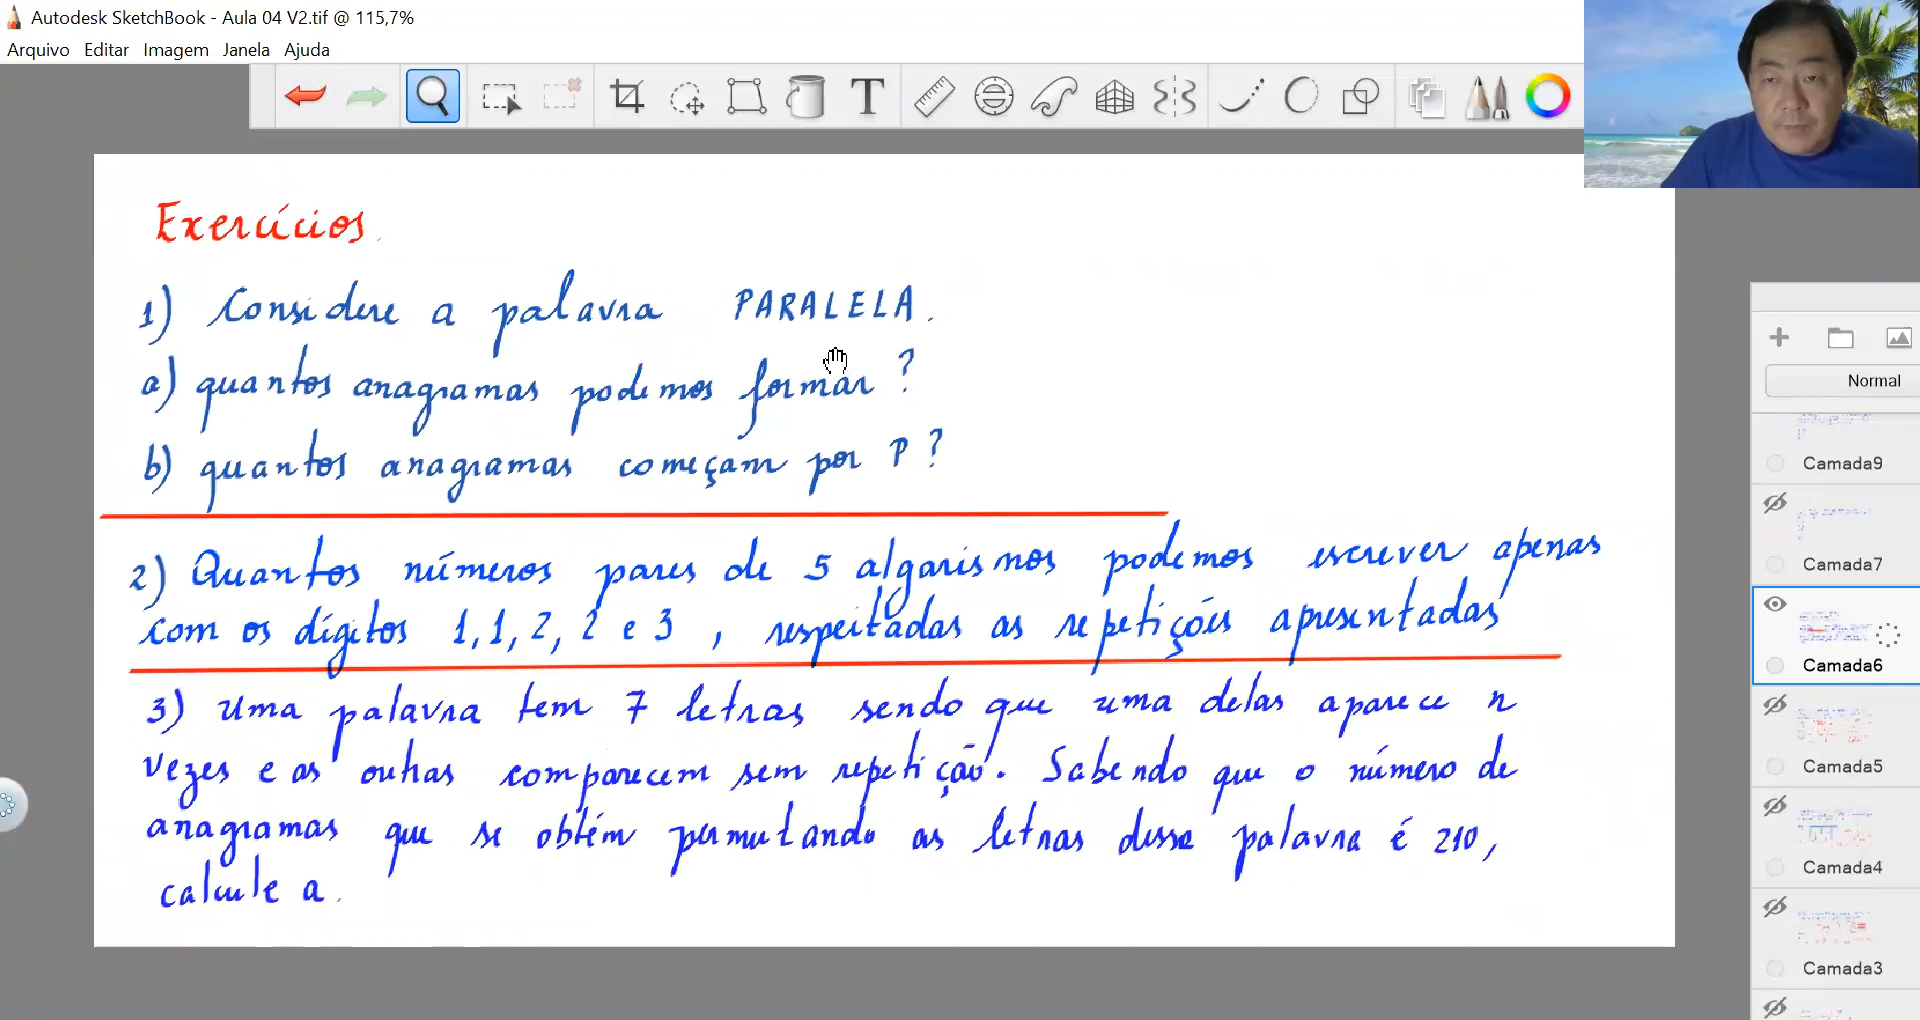 Autodesk SketchBook - Aula 04 V2.tif @ 115,7%
Arquivo Editar Imagem Janela Ajuda
T
Exercícios.
1) Considere a palavra PARALELA.
a) quantos anagramas podemos formar?
b) quantos anagramas começam por P?
2) Quantos números pares de 5 algarismos podemos escrever apenas
com os dígitos 1, 1, 2, 2 e 3, respeitadas as repetições apresentadas
3) Uma palavra tem 7 letras sendo que uma delas aparece n
vezes e as outras comparecem sem repetição. Sabendo que o número de
anagramas que se obtém permutando as letras dessa palavra é 210,
calcule a.
Normal
Camada9
Camada7
Camada6
Camada5
Camada4
Camada3